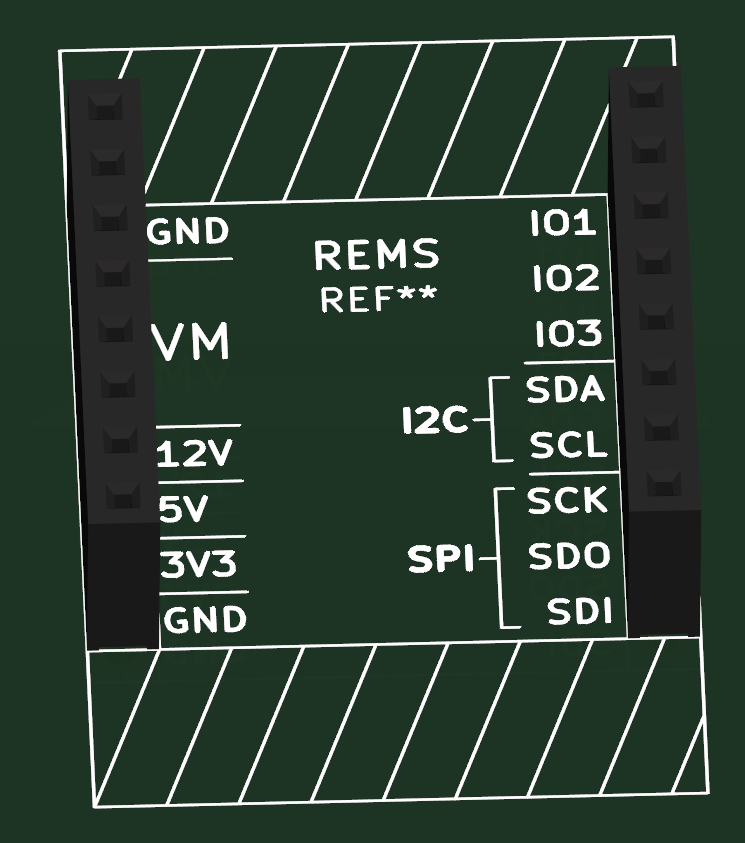 GND
VM
12V
5V
3V3
GND
REMS
REF**
IO1
IO2
IO3
I2C
SDA
SCL
SPI
SCK
SDO
SDI